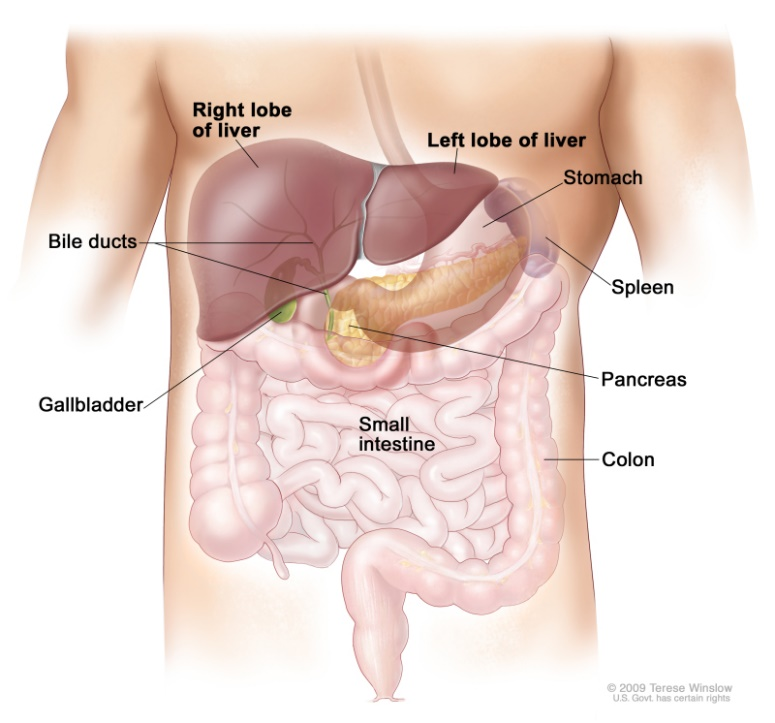 Right lobe
of liver
Left lobe of liver
Stomach
Bile ducts
Spleen
Pancreas
Gallbladder
Small
intestine
Colon
© 2009 Terese Winslow
U.S. Govt. has certain rights